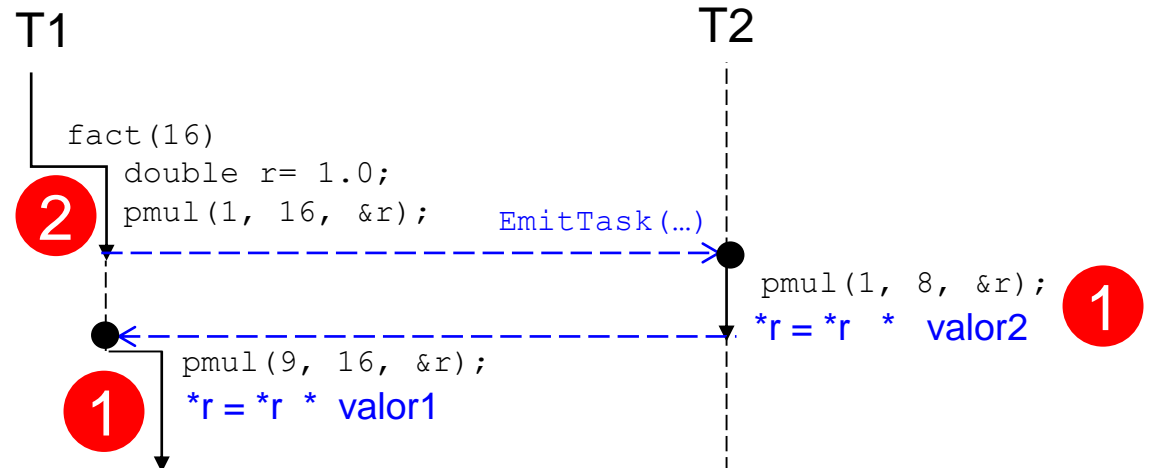 T1
T2
fact(16)
double r= 1.0;
2
pmul(1, 16, &r);
EmitTask(…)
pmul(1, 8, &r);
1
*r = *r * valor2
pmul(9, 16, &r);
1
*r = *r * valor1